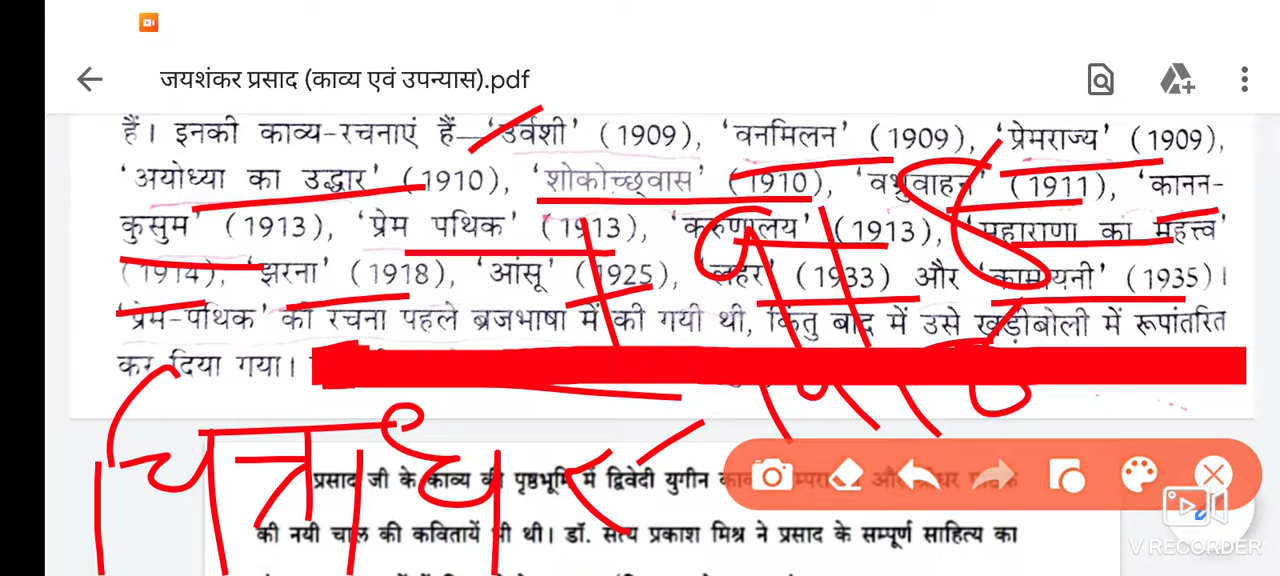 जयशंकर प्रसाद (काव्य एवं उपन्यास).pdf
हैं। इनकी काव्य-रचनाएं हैं—‘उर्वशी’ (1909), ‘वनमिलन’ (1909), ‘प्रेमराज्य’ (1909),
‘अयोध्या का उद्धार’ (1910), ‘शोकोच्छ्वास’ (1910), ‘वभ्रुवाहन’ (1911), ‘कानन-
कुसुम’ (1913), ‘प्रेम पथिक’ (1913), ‘करुणालय’ (1913), ‘महाराणा का महत्त्व’
(1914), ‘झरना’ (1918), ‘आंसू’ (1925), ‘लहर’ (1933) और ‘कामायनी’ (1935)।
‘प्रेम-पथिक’ की रचना पहले ब्रजभाषा में की गयी थी, किंतु बाद में उसे खड़ीबोली में रूपांतरित
कर दिया गया।
चित्राधार
प्रसाद जी के काव्य की पृष्ठभूमि में द्विवेदी युगीन
की नयी चाल की कवितायें भी थी। डॉ. सत्य प्रकाश मिश्र ने प्रसाद के सम्पूर्ण साहित्य का
V RECORDER